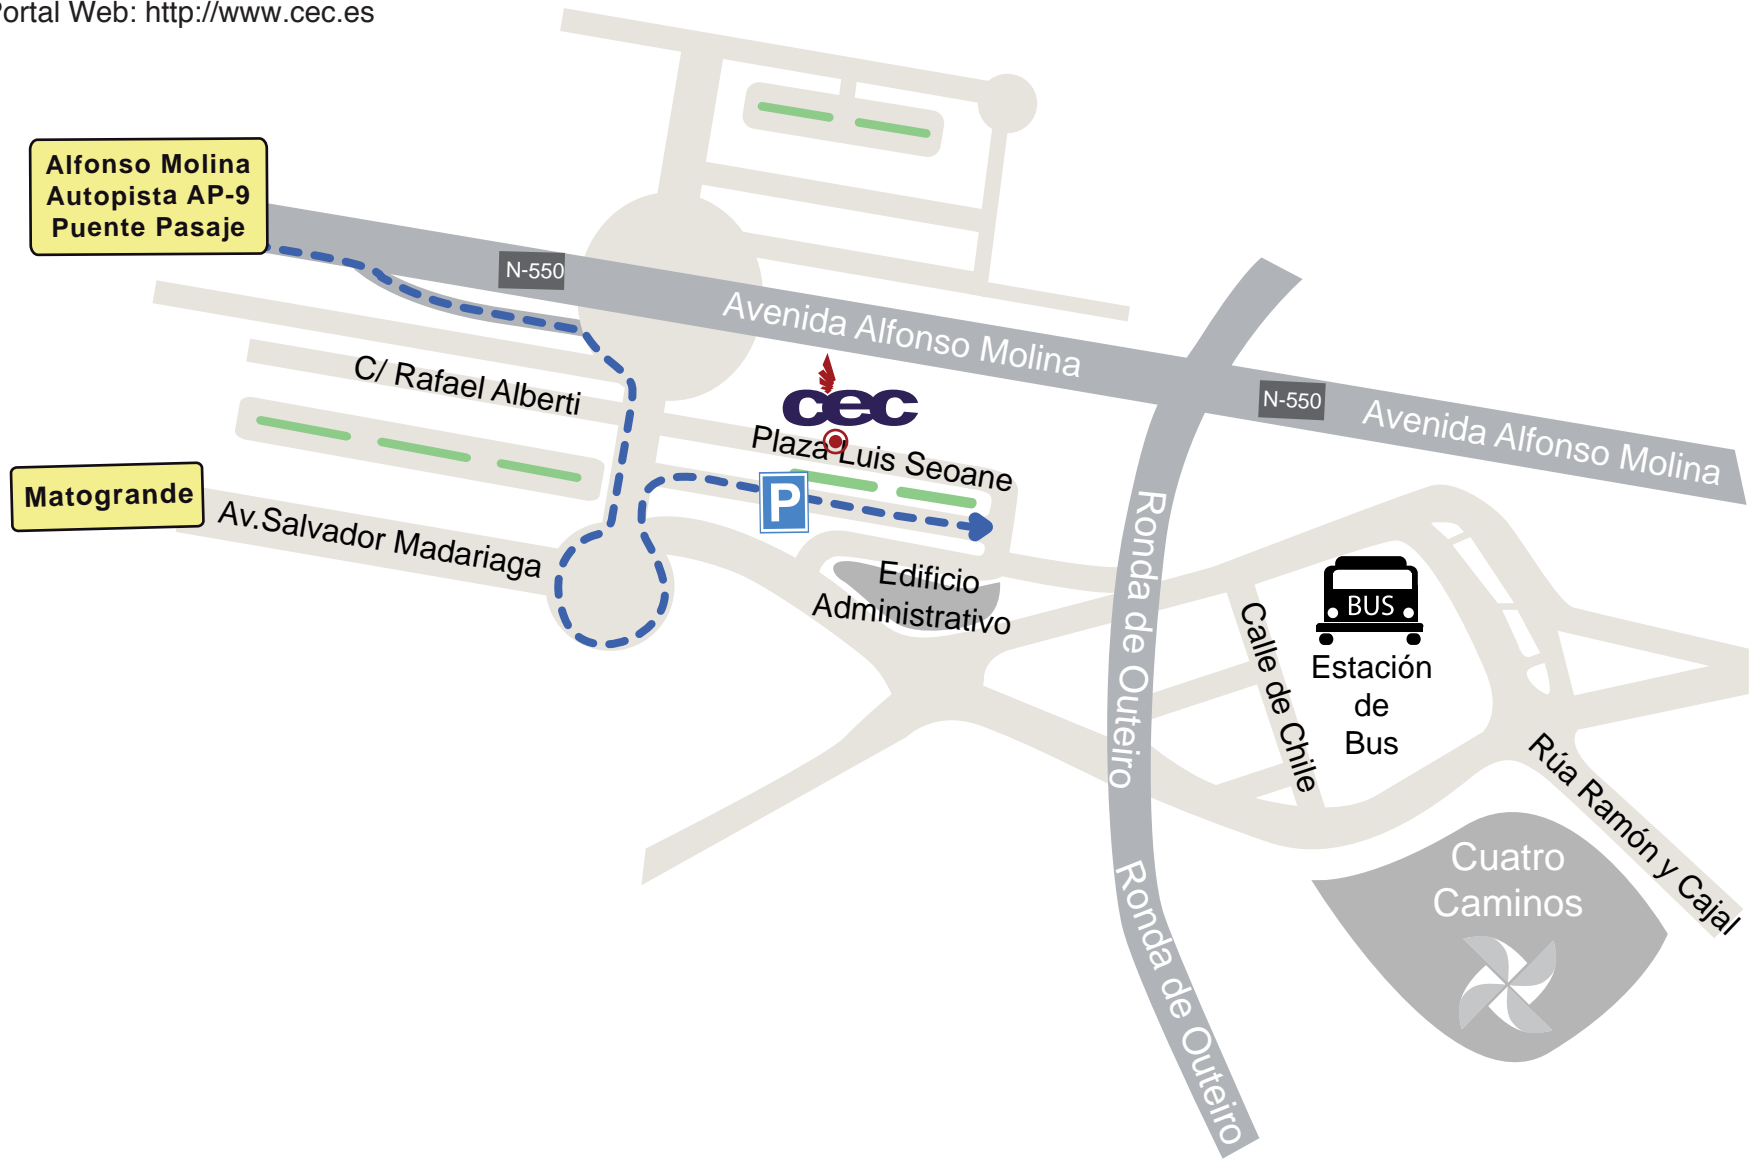 Portal Web: http://www.cec.es
Alfonso Molina
Autopista AP-9
Puente Pasaje
N-550
Avenida Alfonso Molina
N-550
Avenida Alfonso Molina
C/ Rafael Alberti
cec
Plaza Luis Seoane
Matogrande
P
Av.Salvador Madariaga
Edificio
Administrativo
Ronda de Outeiro
Calle de Chile
BUS
Estación
de
Bus
Rúa Ramón y Cajal
Cuatro
Caminos
Ronda de Outeiro